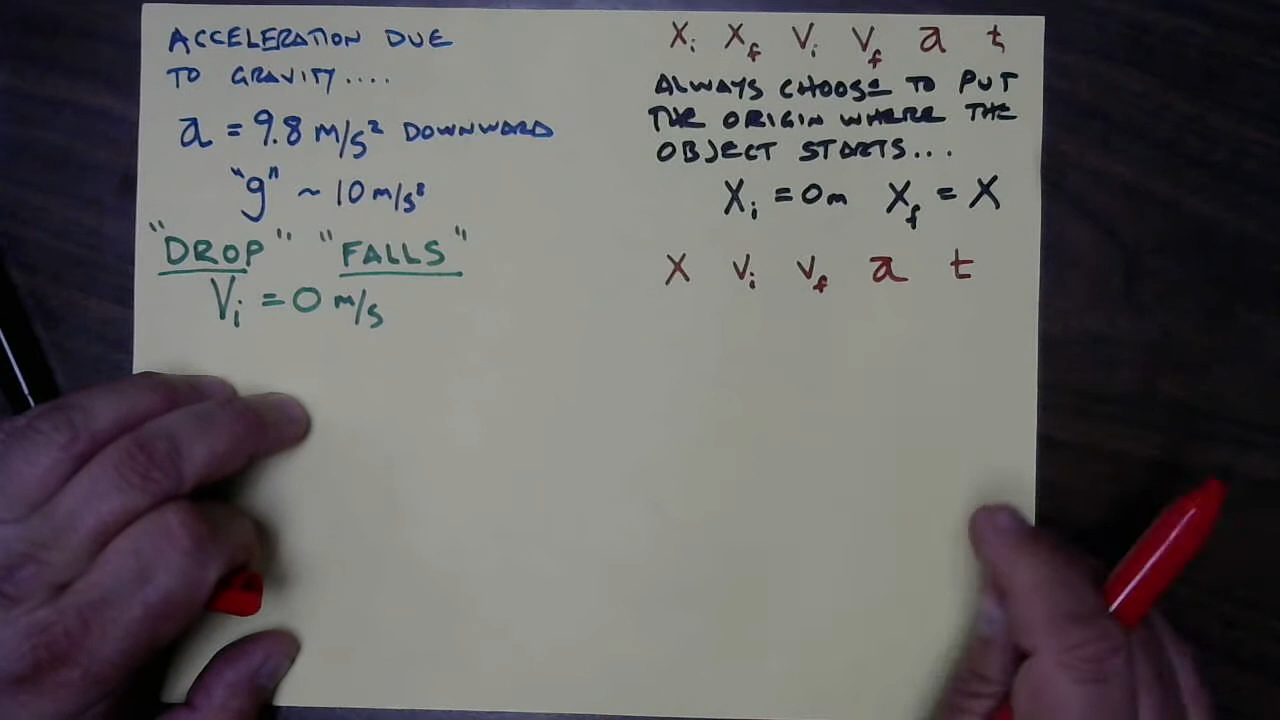 ACCELERATION DUE
TO GRAVITY....
a = 9.8 m/s² DOWNWARD
"g" ~ 10 m/s²
"DROP" "FALLS"
Vi = 0 m/s
Xi Xf Vi Vf a t
ALWAYS CHOOSE TO PUT
THE ORIGIN WHERE THE
OBJECT STARTS...
Xi = 0m Xf = X
X Vi Vf a t